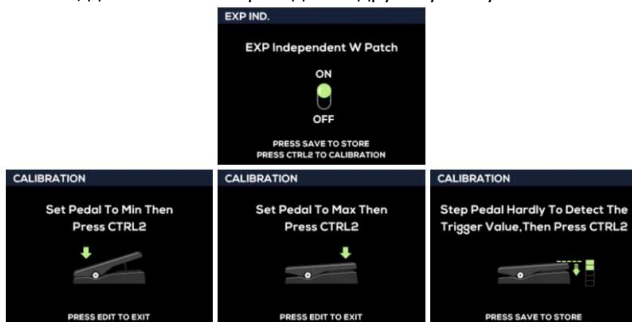 EXP IND.
EXP Independent W Patch
ON
OFF
PRESS SAVE TO STORE
PRESS CTRL2 TO CALIBRATION
CALIBRATION
Set Pedal To Min Then
Press CTRL2
PRESS EDIT TO EXIT
CALIBRATION
Set Pedal To Max Then
Press CTRL2
PRESS EDIT TO EXIT
CALIBRATION
Step Pedal Hardly To Detect The
Trigger Value,Then Press CTRL2
PRESS SAVE TO STORE